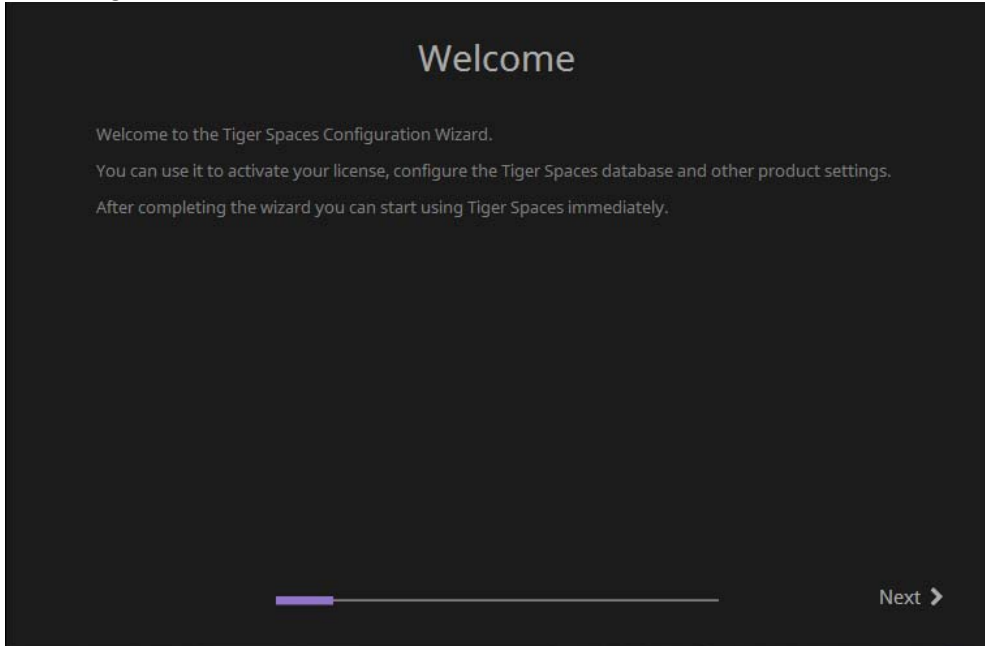 Welcome
Welcome to the Tiger Spaces Configuration Wizard.
You can use it to activate your license, configure the Tiger Spaces database and other product settings.
After completing the wizard you can start using Tiger Spaces immediately.
Next